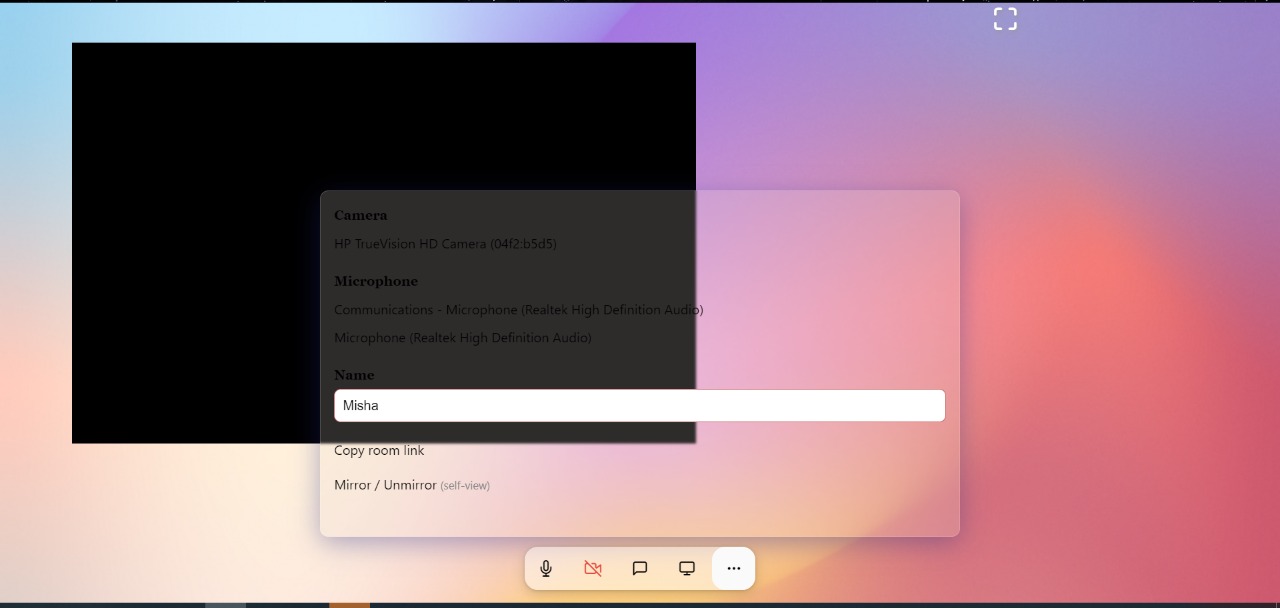 Camera
HP TrueVision HD Camera (04f2:b5d5)
Microphone
Communications - Microphone (Realtek High Definition Audio)
Microphone (Realtek High Definition Audio)
Name
Misha
Copy room link
Mirror / Unmirror (self-view)